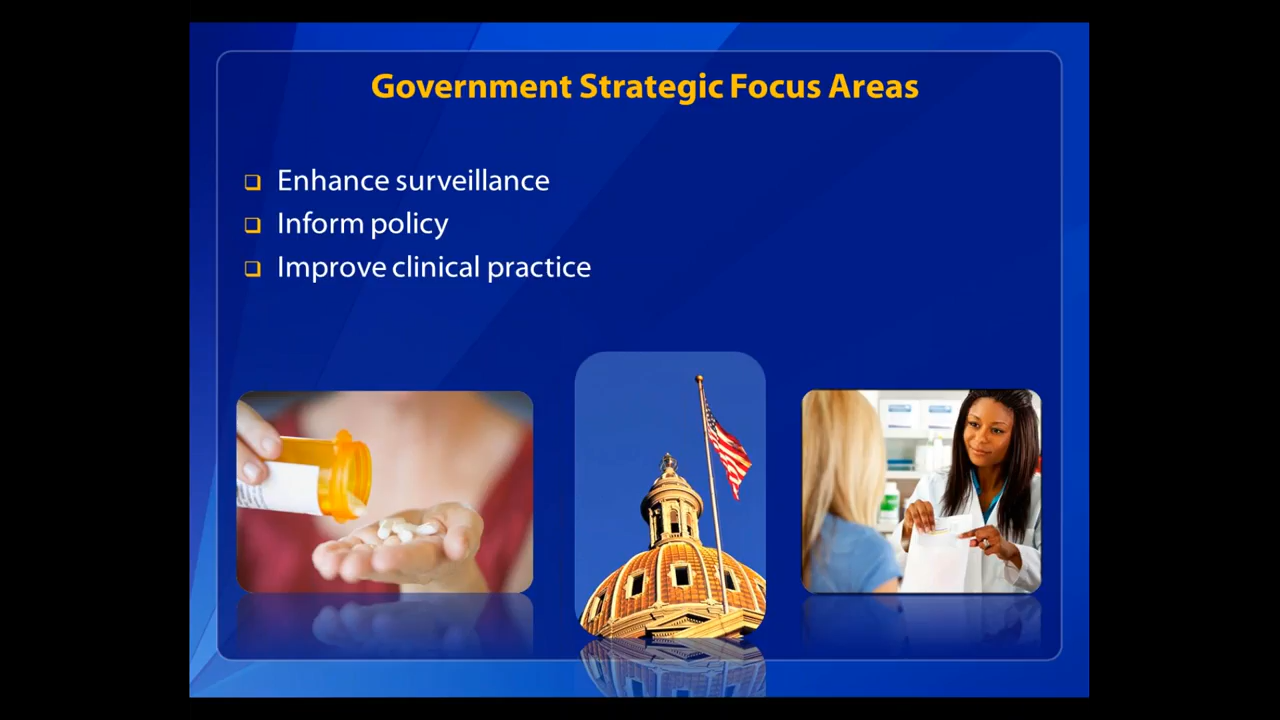 Government Strategic Focus Areas
Enhance surveillance
Inform policy
Improve clinical practice